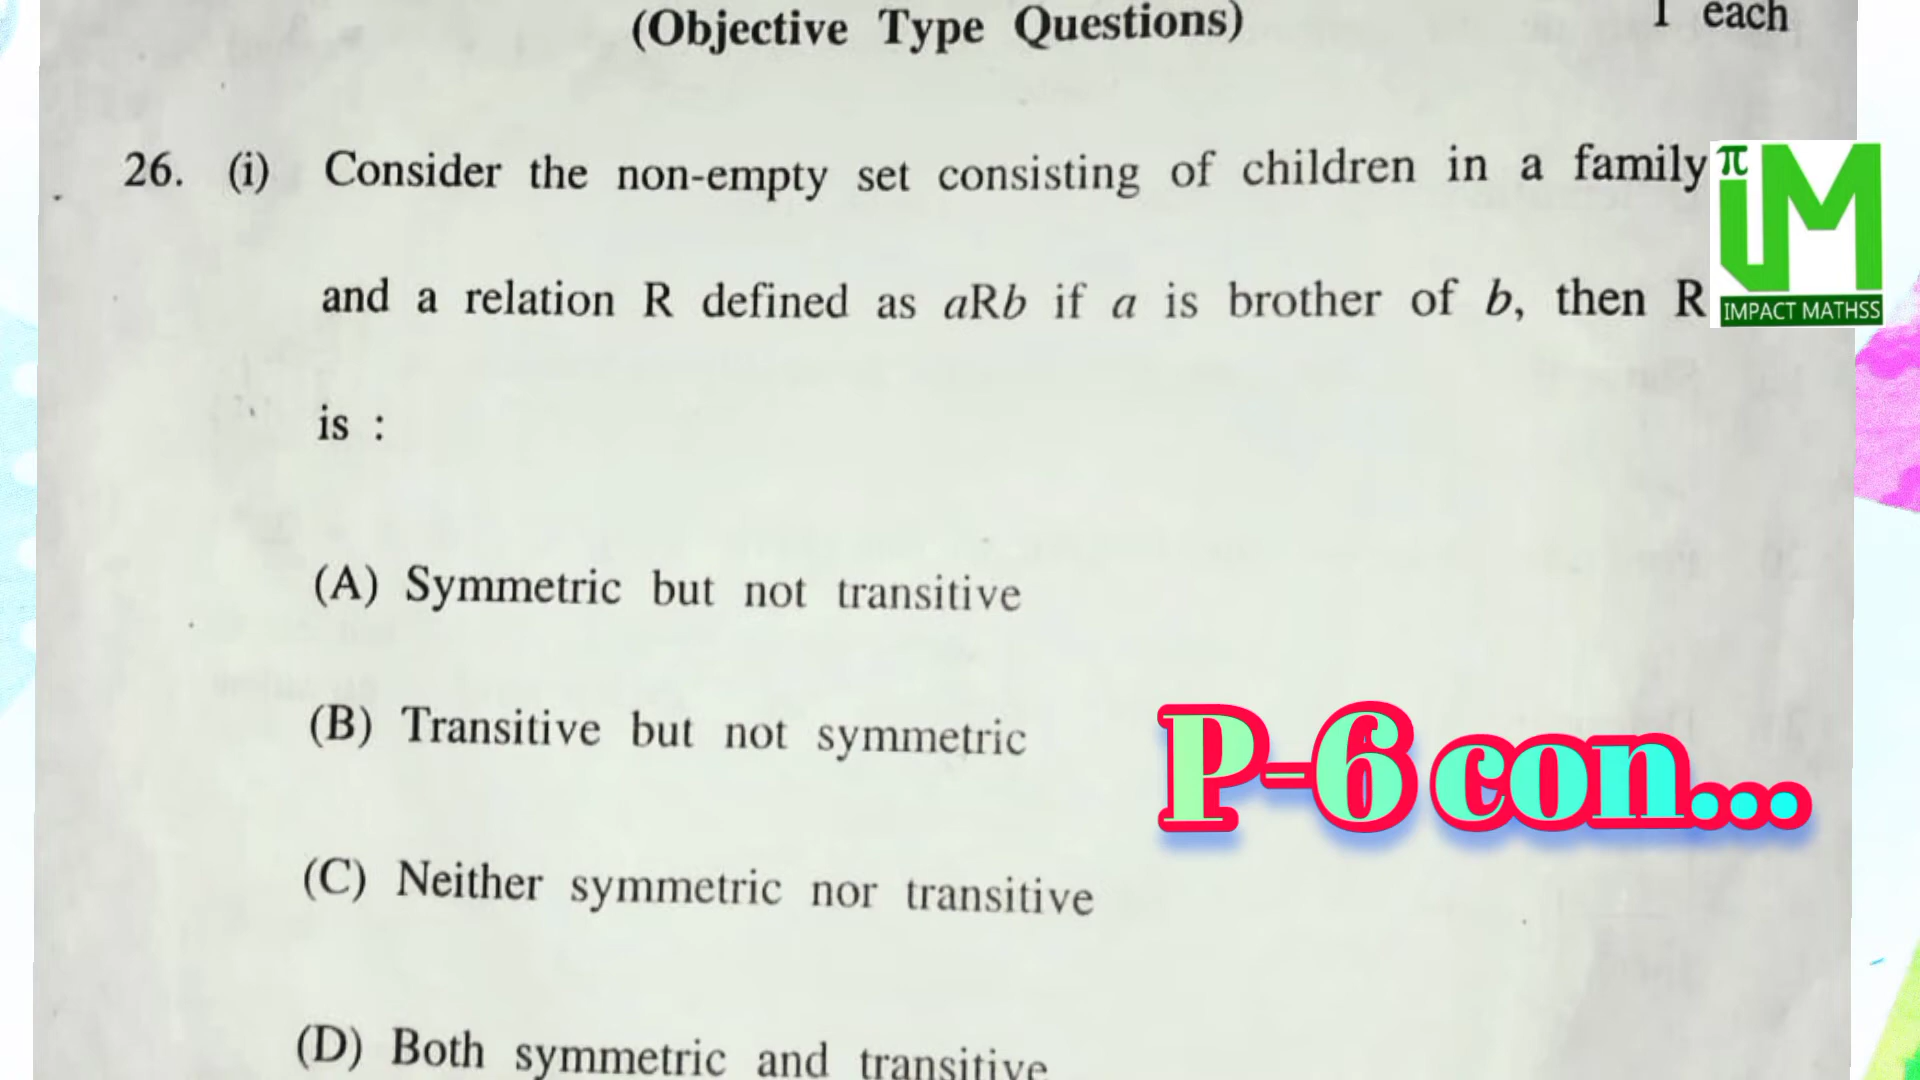 (Objective Type Questions) 1 each
26. (i) Consider the non-empty set consisting of children in a family
and a relation R defined as aRb if a is brother of b, then R
is :
(A) Symmetric but not transitive
(B) Transitive but not symmetric
(C) Neither symmetric nor transitive
(D) Both symmetric and transitive
π
iM
IMPACT MATHSS
P-6 con...